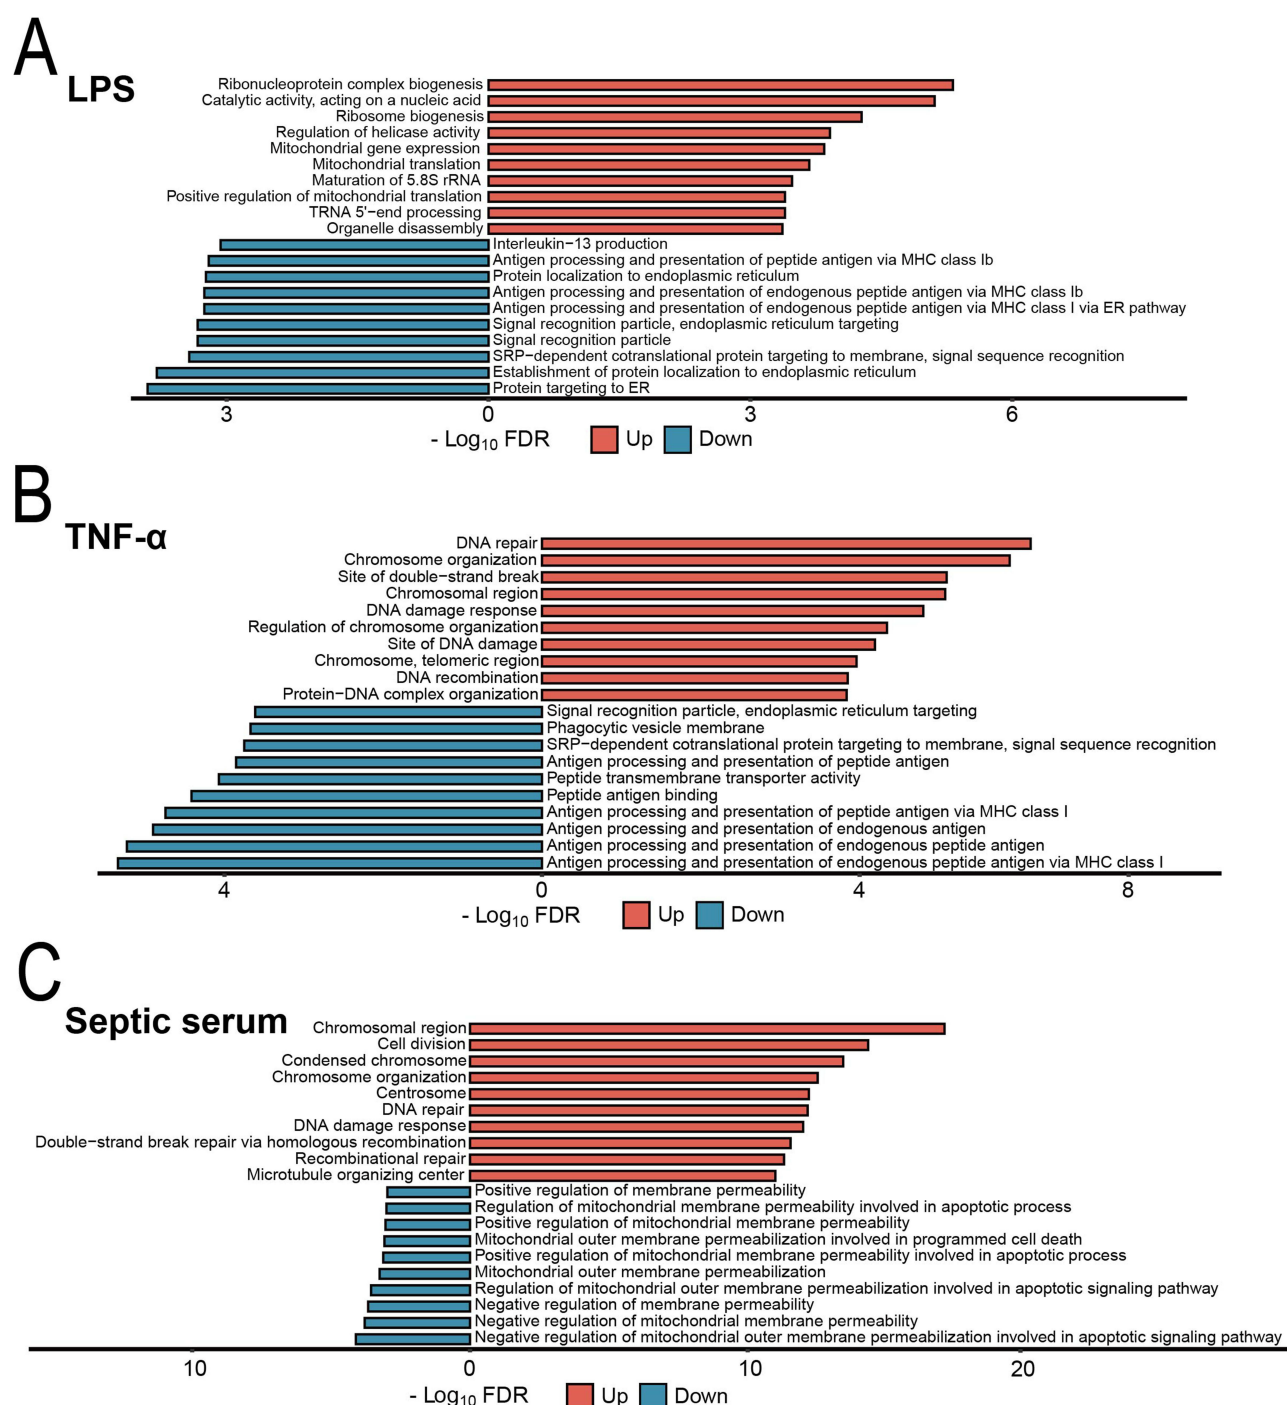 A
LPS
Ribonucleoprotein complex biogenesis
Catalytic activity, acting on a nucleic acid
Ribosome biogenesis
Regulation of helicase activity
Mitochondrial gene expression
Mitochondrial translation
Maturation of 5.8S rRNA
Positive regulation of mitochondrial translation
TRNA 5'−end processing
Organelle disassembly
Interleukin−13 production
Antigen processing and presentation of peptide antigen via MHC class Ib
Protein localization to endoplasmic reticulum
Antigen processing and presentation of endogenous peptide antigen via MHC class Ib
Antigen processing and presentation of endogenous peptide antigen via MHC class I via ER pathway
Signal recognition particle, endoplasmic reticulum targeting
Signal recognition particle
SRP−dependent cotranslational protein targeting to membrane, signal sequence recognition
Establishment of protein localization to endoplasmic reticulum
Protein targeting to ER
3 0 3 6
- Log10 FDR Up Down
B
TNF-α
DNA repair
Chromosome organization
Site of double−strand break
Chromosomal region
DNA damage response
Regulation of chromosome organization
Site of DNA damage
Chromosome, telomeric region
DNA recombination
Protein−DNA complex organization
Signal recognition particle, endoplasmic reticulum targeting
Phagocytic vesicle membrane
SRP−dependent cotranslational protein targeting to membrane, signal sequence recognition
Antigen processing and presentation of peptide antigen
Peptide transmembrane transporter activity
Peptide antigen binding
Antigen processing and presentation of peptide antigen via MHC class I
Antigen processing and presentation of endogenous antigen
Antigen processing and presentation of endogenous peptide antigen
Antigen processing and presentation of endogenous peptide antigen via MHC class I
4 0 4 8
- Log10 FDR Up Down
C
Septic serum
Chromosomal region
Cell division
Condensed chromosome
Chromosome organization
Centrosome
DNA repair
DNA damage response
Double−strand break repair via homologous recombination
Recombinational repair
Microtubule organizing center
Positive regulation of membrane permeability
Regulation of mitochondrial membrane permeability involved in apoptotic process
Positive regulation of mitochondrial membrane permeability
Mitochondrial outer membrane permeabilization involved in programmed cell death
Positive regulation of mitochondrial membrane permeability involved in apoptotic process
Mitochondrial outer membrane permeabilization
Regulation of mitochondrial outer membrane permeabilization involved in apoptotic signaling pathway
Negative regulation of membrane permeability
Negative regulation of mitochondrial membrane permeability
Negative regulation of mitochondrial outer membrane permeabilization involved in apoptotic signaling pathway
10 0 10 20
- Log10 FDR Up Down